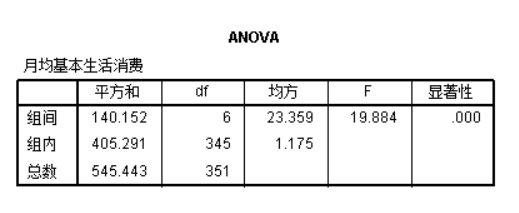 ANOVA
月均基本生活消费
平方和 df 均方 F 显著性
组间 140.152 6 23.359 19.884 .000
组内 405.291 345 1.175
总数 545.443 351